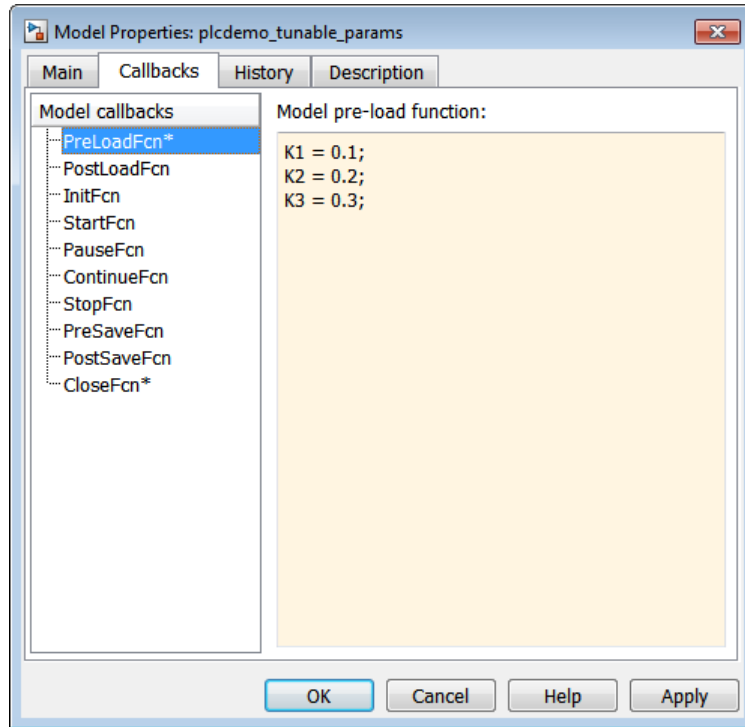 Model Properties: plcdemo_tunable_params
Main Callbacks History Description
Model callbacks
PreLoadFcn*
PostLoadFcn
InitFcn
StartFcn
PauseFcn
ContinueFcn
StopFcn
PreSaveFcn
PostSaveFcn
CloseFcn*
Model pre-load function:
K1 = 0.1;
K2 = 0.2;
K3 = 0.3;
OK Cancel Help Apply